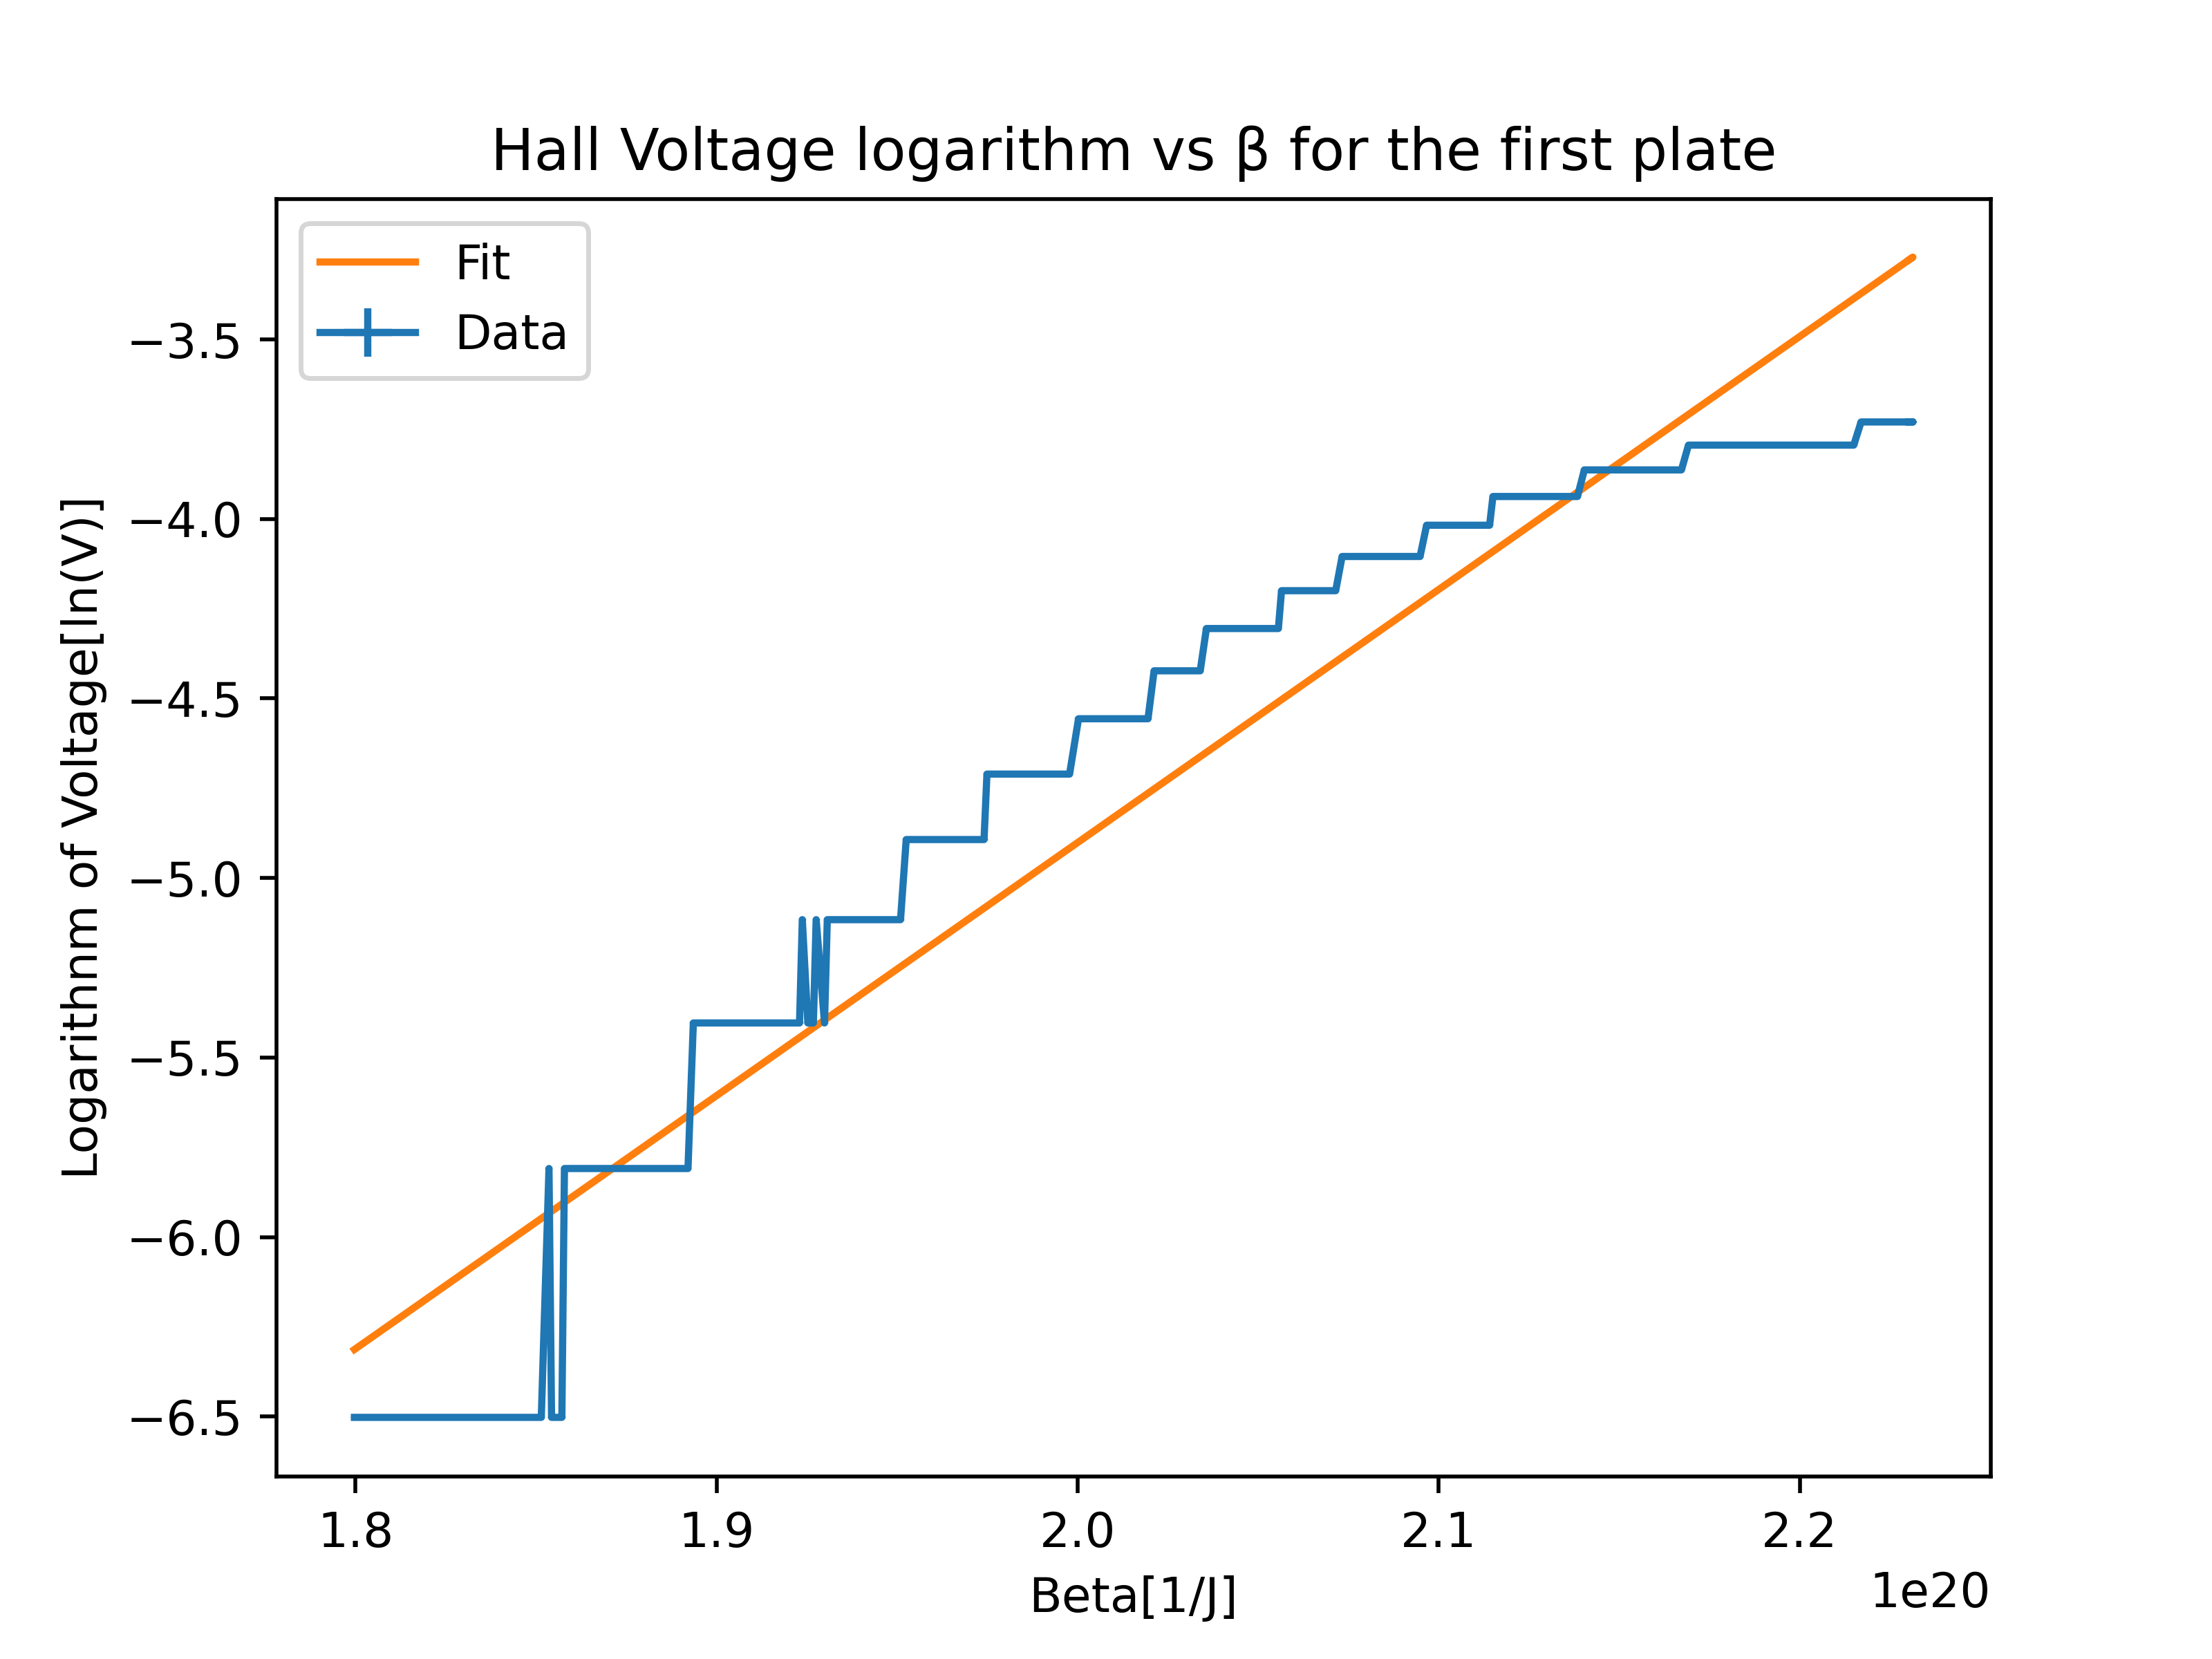 Hall Voltage logarithm vs β for the first plate
Fit
Data
−3.5
−4.0
−4.5
−5.0
−5.5
−6.0
−6.5
Logarithnm of Voltage[ln(V)]
1.8 1.9 2.0 2.1 2.2
1e20
Beta[1/J]